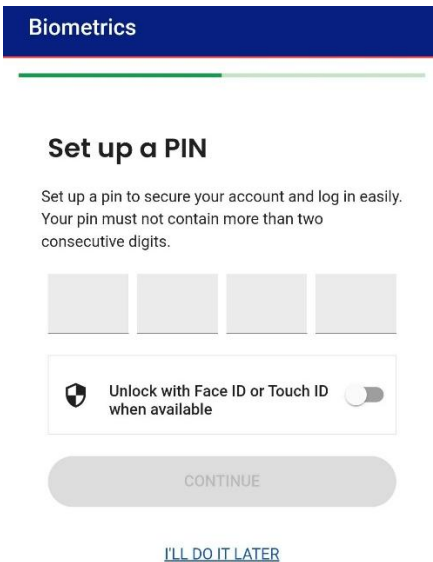 Biometrics
Set up a PIN
Set up a pin to secure your account and log in easily.
Your pin must not contain more than two
consecutive digits.
Unlock with Face ID or Touch ID
when available
CONTINUE
I'LL DO IT LATER